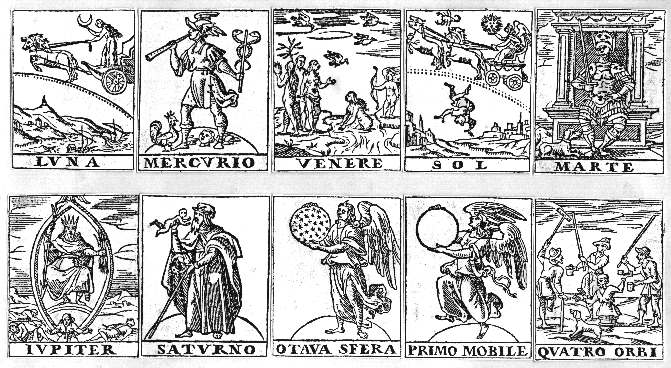 LVNA
MERCVRIO
VENERE
SOL
MARTE
IVPITER
SATVRNO
OTAVA SFERA
PRIMO MOBILE
QVATRO ORBI